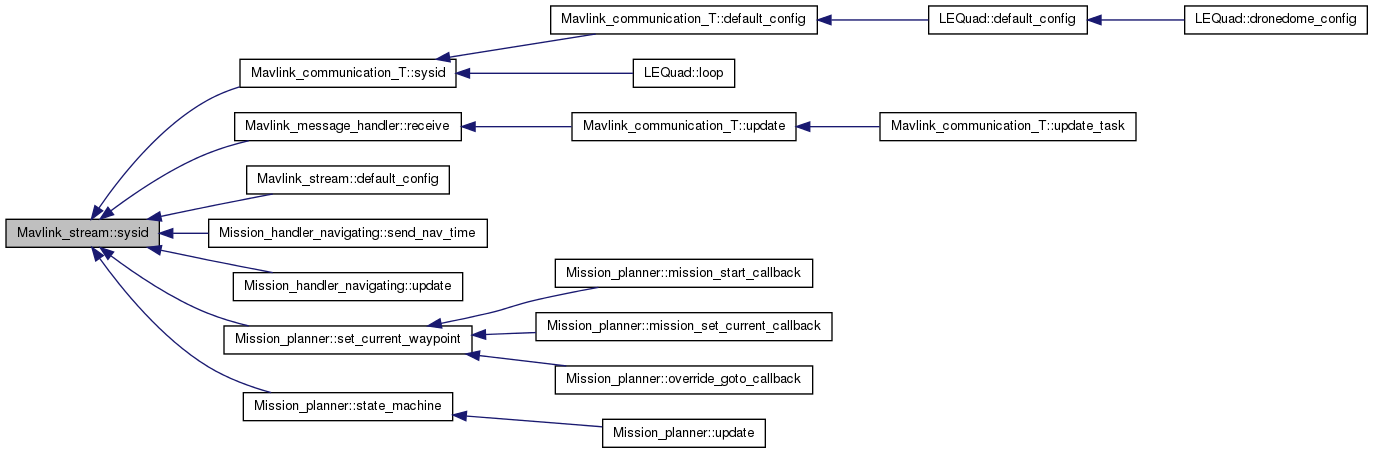 Mavlink_communication_T::default_config
LEQuad::default_config
LEQuad::dronedome_config
Mavlink_communication_T::sysid
LEQuad::loop
Mavlink_message_handler::receive
Mavlink_communication_T::update
Mavlink_communication_T::update_task
Mavlink_stream::default_config
Mavlink_stream::sysid
Mission_handler_navigating::send_nav_time
Mission_handler_navigating::update
Mission_planner::mission_start_callback
Mission_planner::set_current_waypoint
Mission_planner::mission_set_current_callback
Mission_planner::override_goto_callback
Mission_planner::state_machine
Mission_planner::update